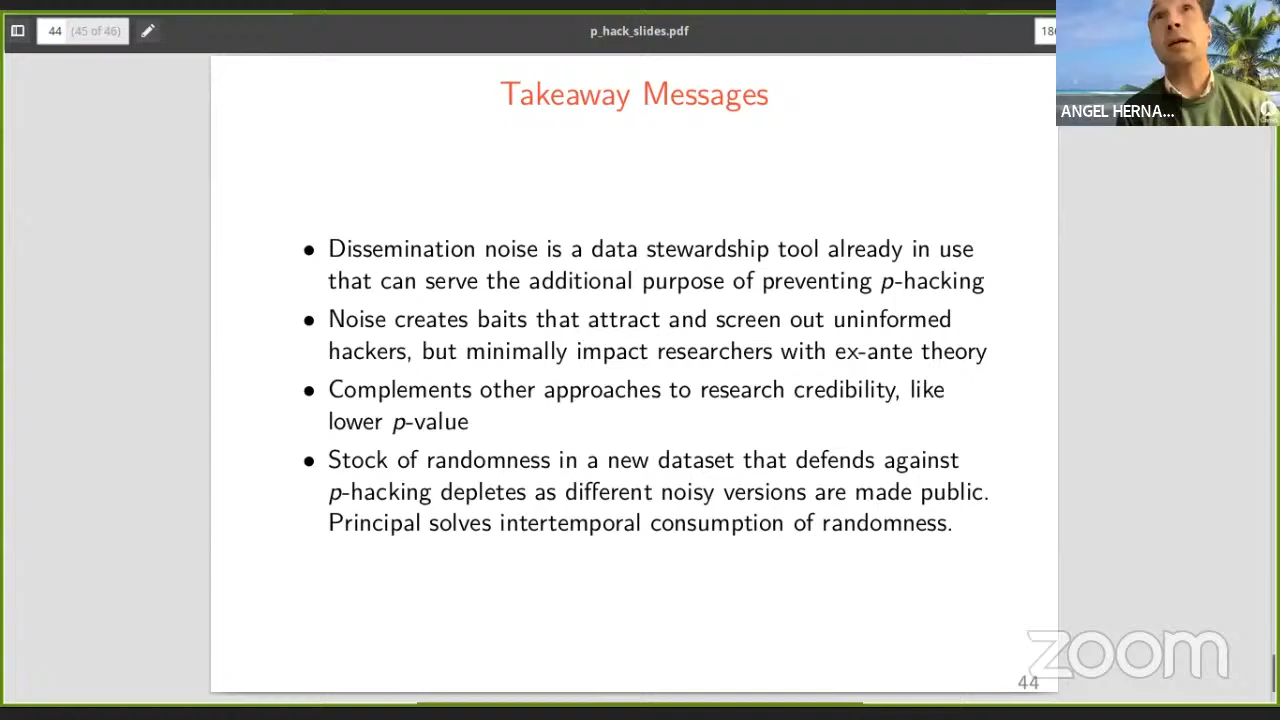 44 (45 of 46)
p_hack_slides.pdf
ANGEL HERNA...
Takeaway Messages
• Dissemination noise is a data stewardship tool already in use
that can serve the additional purpose of preventing p-hacking
• Noise creates baits that attract and screen out uninformed
hackers, but minimally impact researchers with ex-ante theory
• Complements other approaches to research credibility, like
lower p-value
• Stock of randomness in a new dataset that defends against
p-hacking depletes as different noisy versions are made public.
Principal solves intertemporal consumption of randomness.
zoom
44